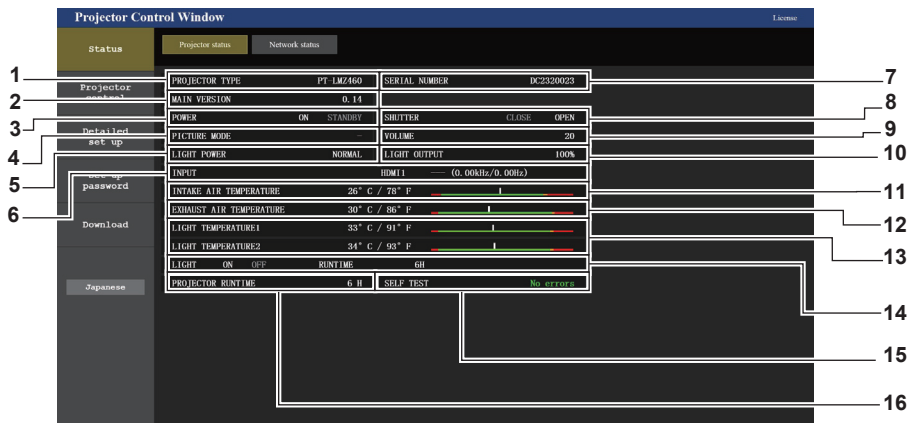 Projector Control Window License
Status
Projector status Network status
1 PROJECTOR TYPE PT-LMZ460 SERIAL NUMBER DC2320023 7
Projector
2 MAIN VERSION 0.14 8
3 POWER ON STANDBY SHUTTER CLOSE OPEN
Detailed
set up
4 PICTURE MODE – VOLUME 20 9
5 LIGHT POWER NORMAL LIGHT OUTPUT 100% 10
6 INPUT HDMI1 --- (0.00kHz/0.00Hz)
password
INTAKE AIR TEMPERATURE 26° C / 78° F 11
EXHAUST AIR TEMPERATURE 30° C / 86° F 12
Download
LIGHT TEMPERATURE1 33° C / 91° F
LIGHT TEMPERATURE2 34° C / 93° F 13
LIGHT ON OFF RUNTIME 6H 14
Japanese
PROJECTOR RUNTIME 6 H SELF TEST No errors
15
16